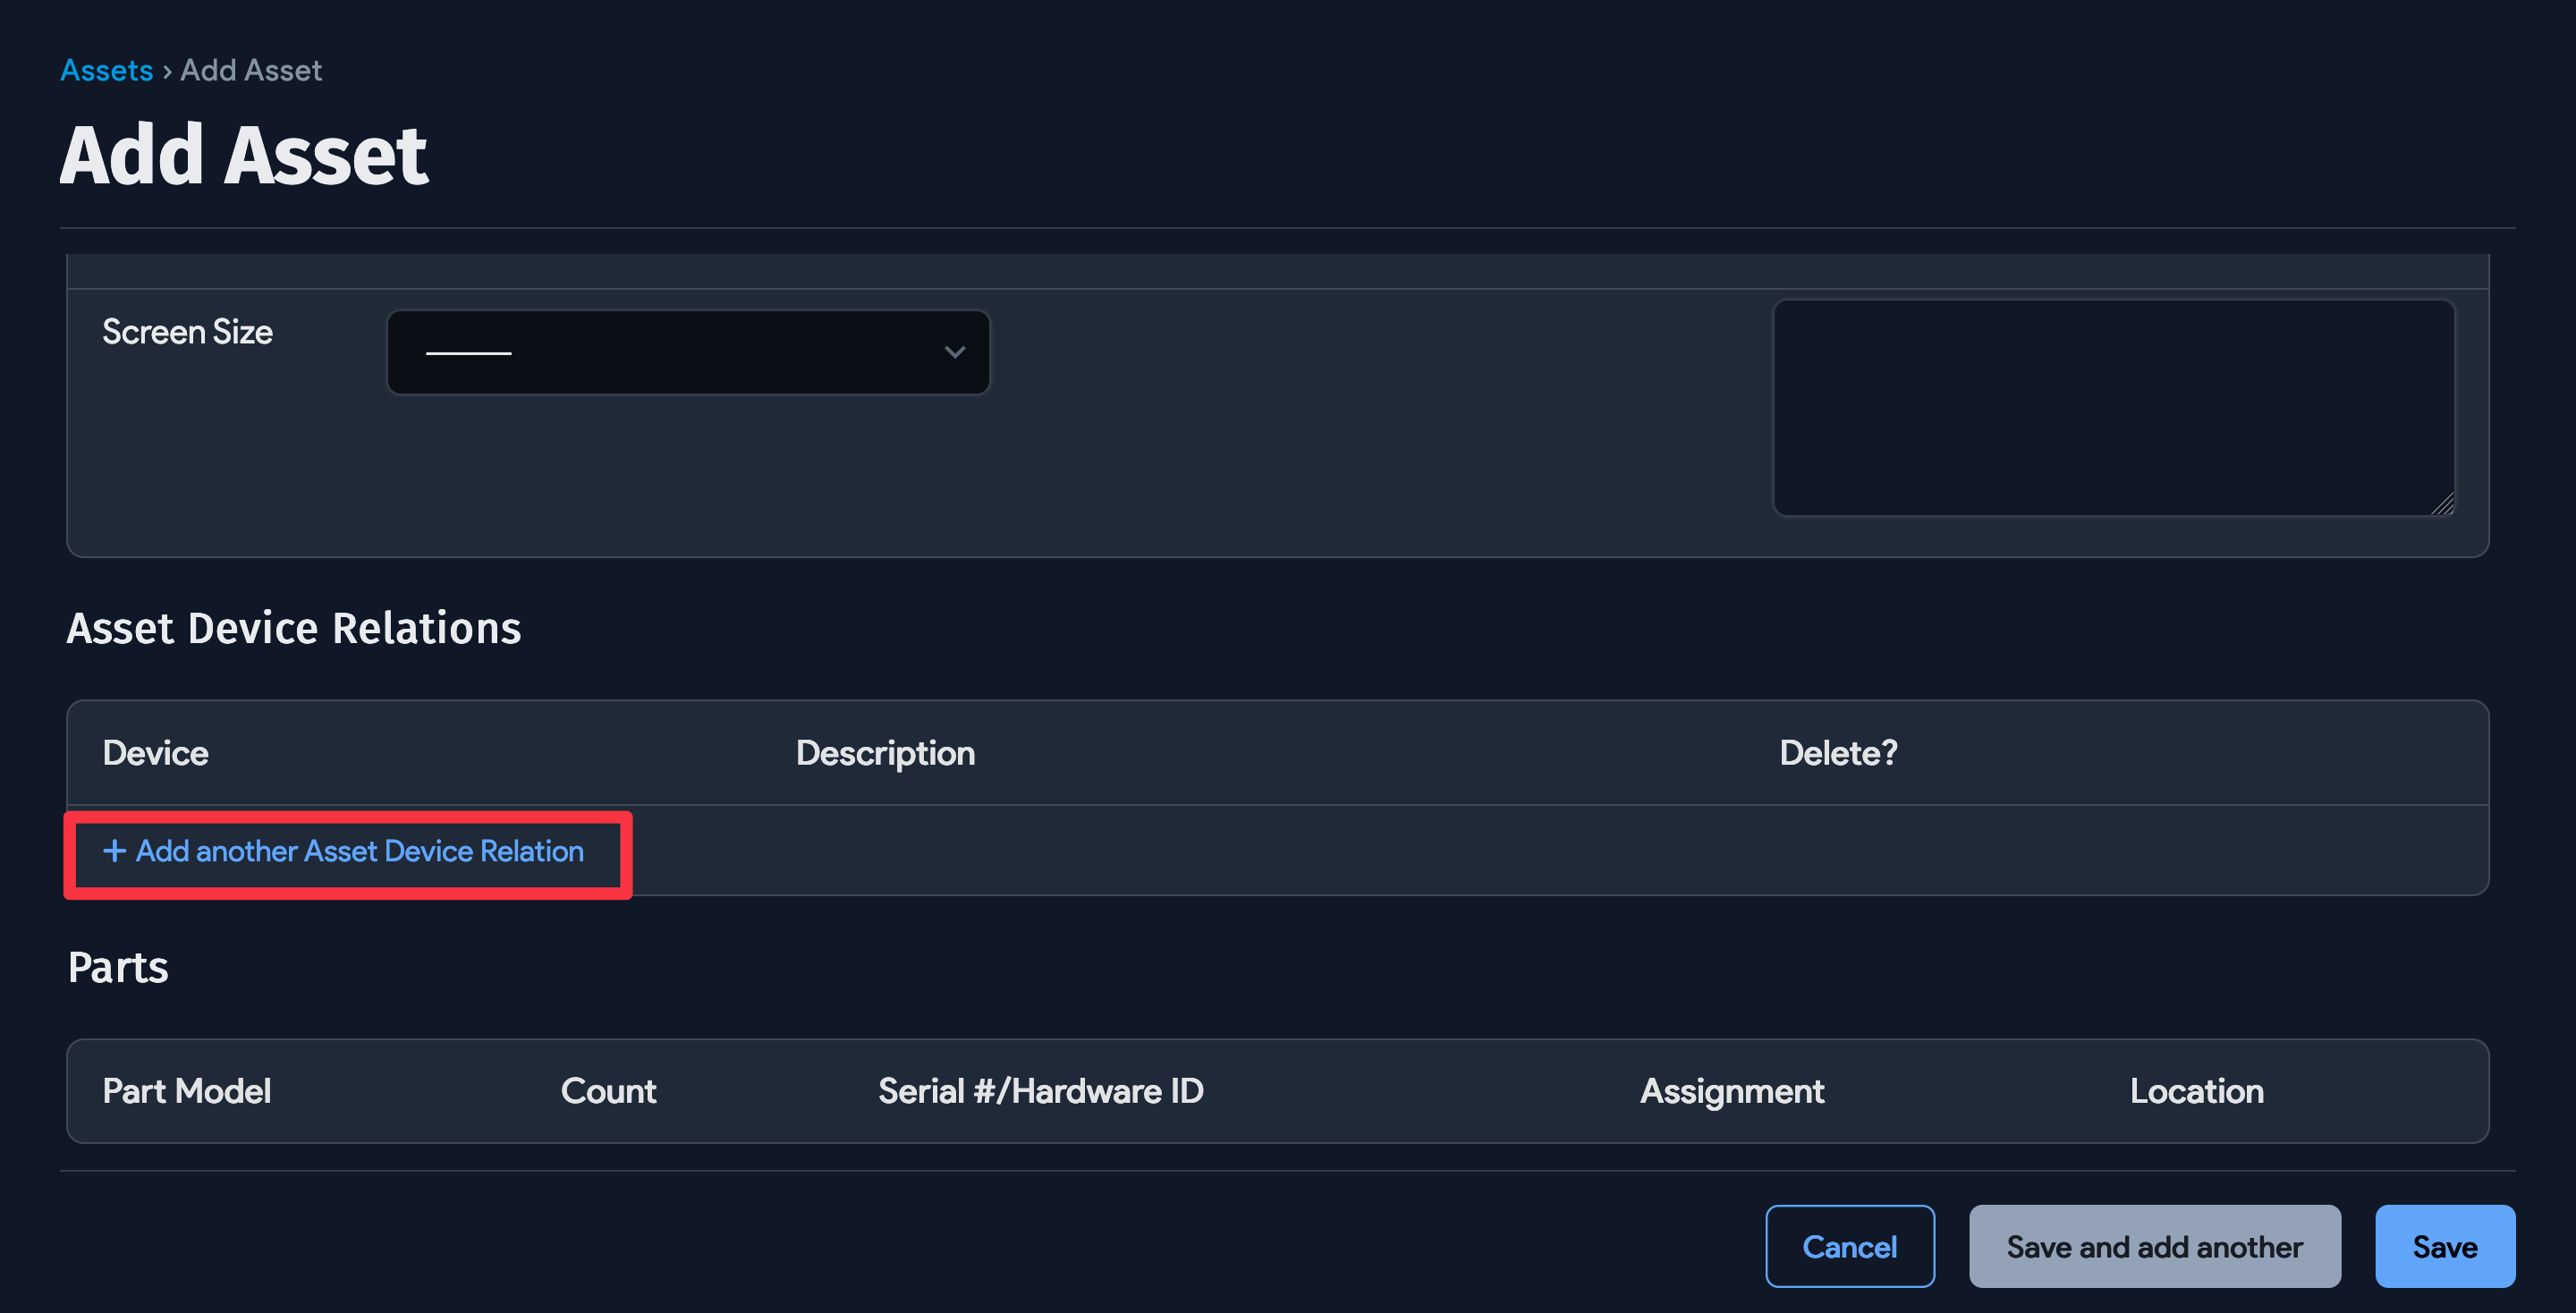 Assets › Add Asset
Add Asset
Screen Size
---------
Asset Device Relations
Device Description Delete?
+ Add another Asset Device Relation
Parts
Part Model Count Serial #/Hardware ID Assignment Location
Cancel Save and add another Save